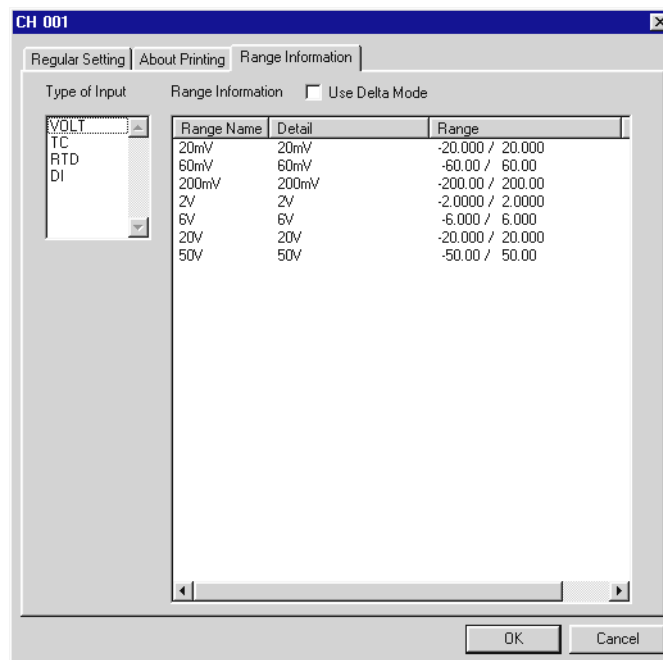 CH 001
Regular Setting About Printing Range Information
Type of Input Range Information Use Delta Mode
VOLT
TC
RTD
DI
Range Name Detail Range
20mV 20mV -20.000 / 20.000
60mV 60mV -60.00 / 60.00
200mV 200mV -200.00 / 200.00
2V 2V -2.0000 / 2.0000
6V 6V -6.000 / 6.000
20V 20V -20.000 / 20.000
50V 50V -50.00 / 50.00
OK Cancel